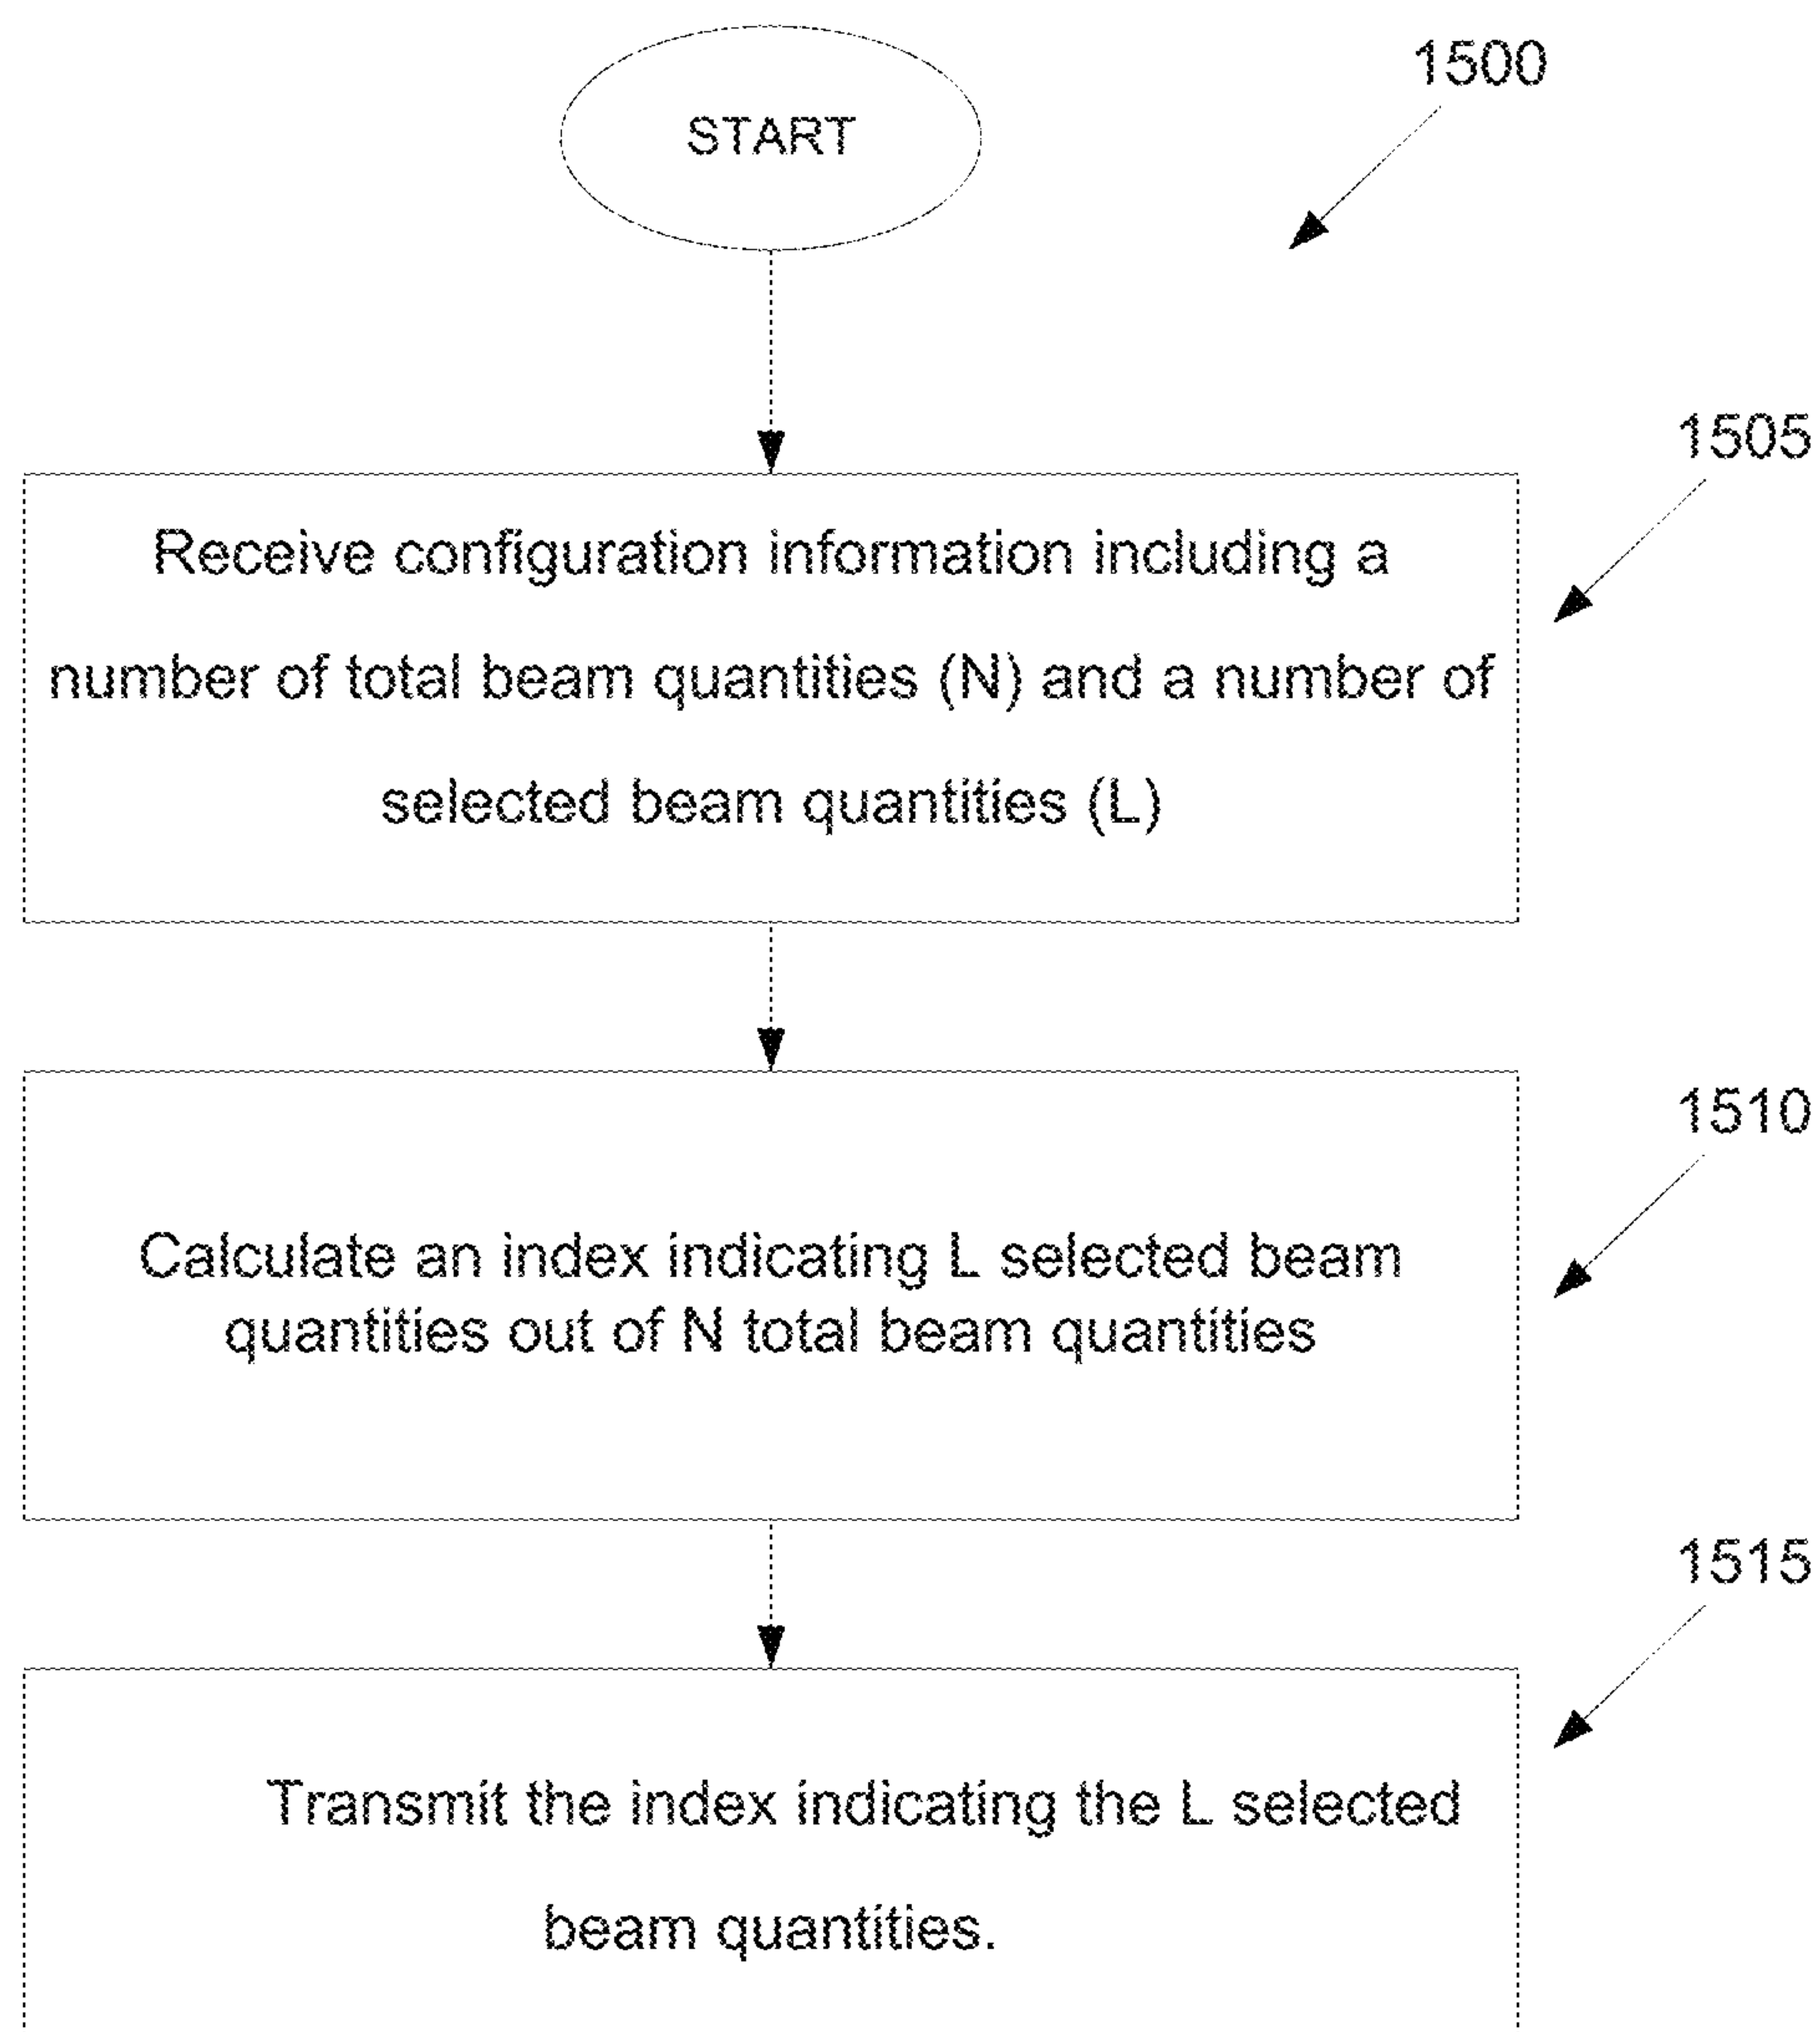 START
1500
1505
Receive configuration information including a
number of total beam quantities (N) and a number of
selected beam quantities (L)
1510
Calculate an index indicating L selected beam
quantities out of N total beam quantities
1515
Transmit the index indicating the L selected
beam quantities.